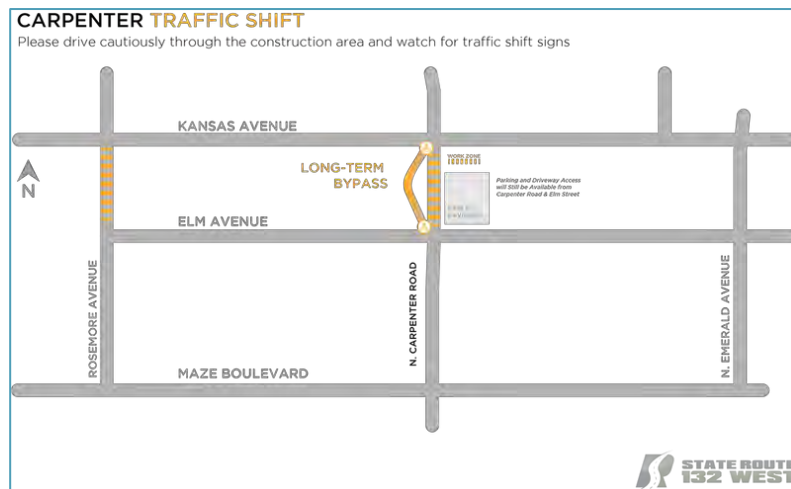 CARPENTER TRAFFIC SHIFT
Please drive cautiously through the construction area and watch for traffic shift signs
KANSAS AVENUE
WORK ZONE
LONG-TERM
BYPASS
Parking and Driveway Access
will Still be Available from
Carpenter Road & Elm Street
N
ELM AVENUE
ROSEMORE AVENUE
N. CARPENTER ROAD
N. EMERALD AVENUE
MAZE BOULEVARD
STATE ROUTE
132 WEST